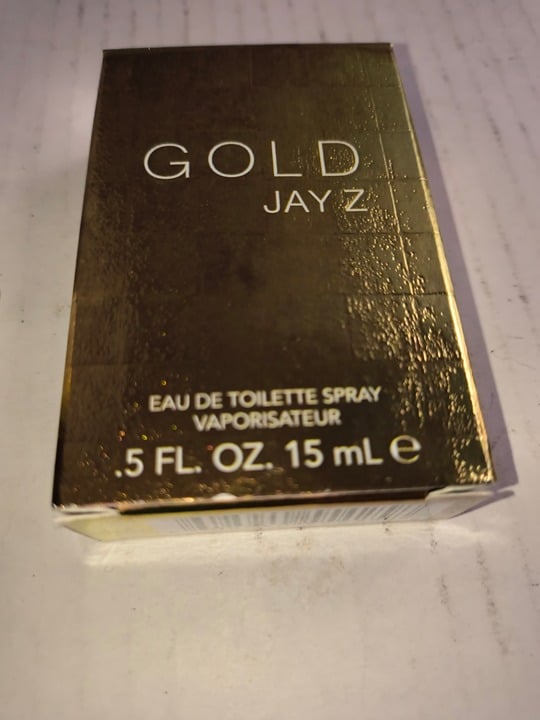 GOLD
JAY Z
EAU DE TOILETTE SPRAY
VAPORISATEUR
.5 FL. OZ. 15 mL ℮